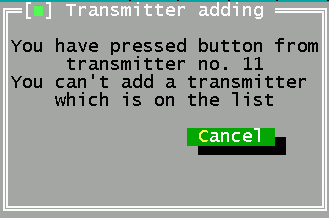 [■] Transmitter adding
You have pressed button from
transmitter no. 11
You can't add a transmitter
which is on the list
Cancel